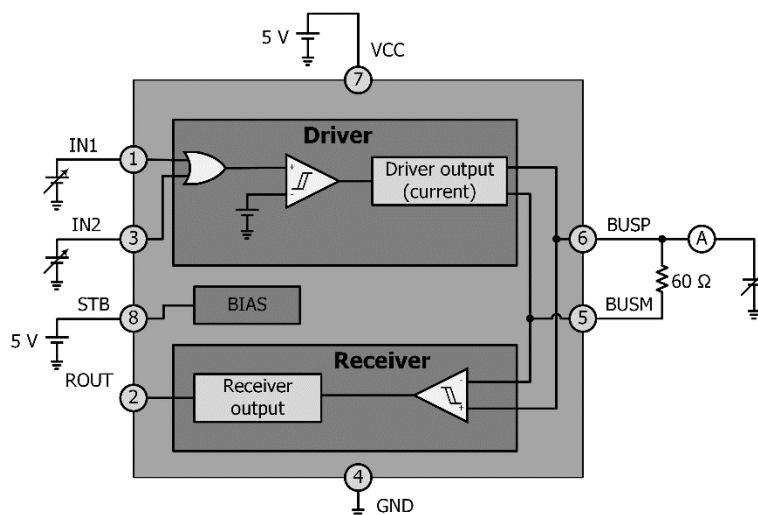 5 V
VCC
7
Driver
IN1
1
+
-
Driver output
(current)
IN2
3
6
BUSP
A
60 Ω
STB
8
BIAS
5
BUSM
5 V
Receiver
ROUT
2
Receiver
output
-
+
4
GND